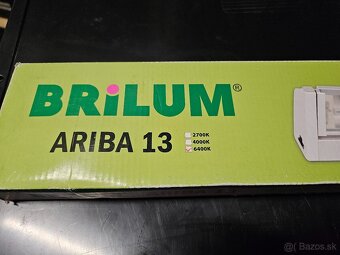 BRiLUM®
ARIBA 13
2700K
4000K
6400K
Bazos.sk